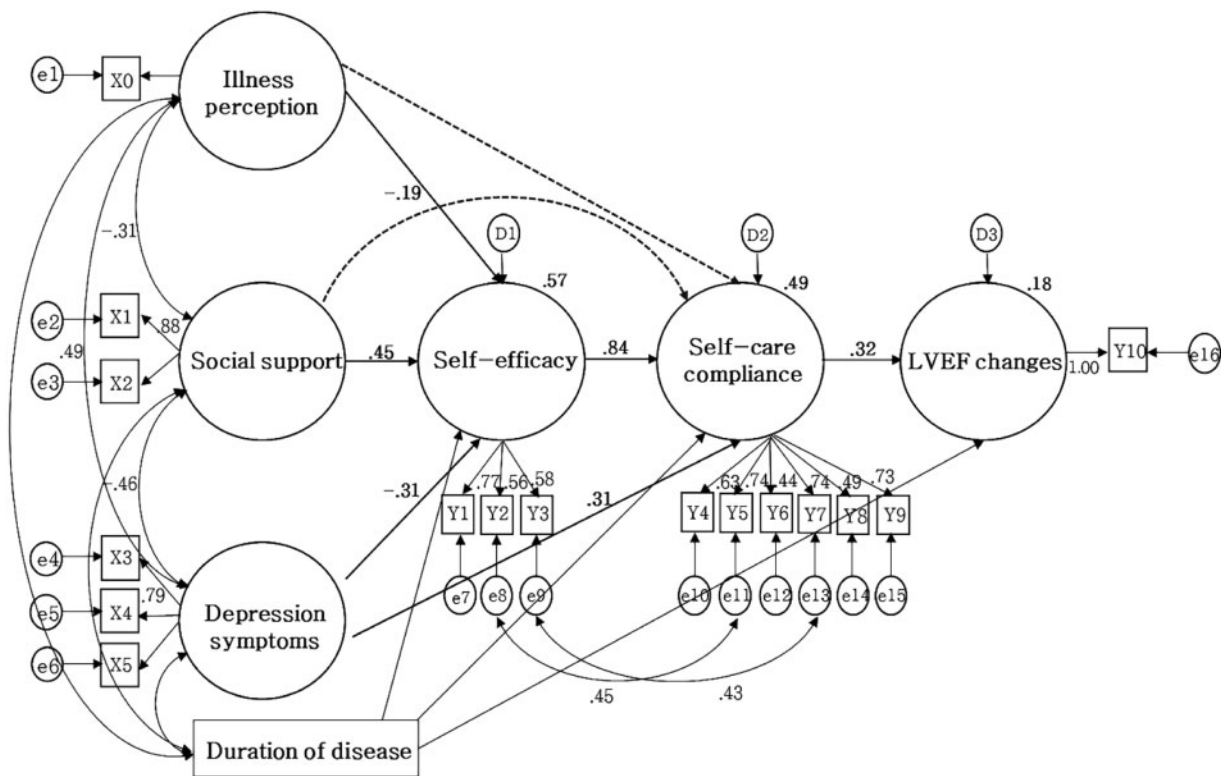 Illness
perception
e1
X0
-.19
-.31
D1
D2
D3
.57
.49
.18
e2
X1
.88
.49
Social support
.45
Self-efficacy
.84
Self-care
compliance
.32
LVEF changes
1.00
Y10
e16
e3
X2
-.46
-.31
.31
.77
.56
.58
.63
.74
.44
.74
.49
.73
Y1
Y2
Y3
Y4
Y5
Y6
Y7
Y8
Y9
e4
X3
e7
e8
e9
e10
e11
e12
e13
e14
e15
.79
e5
X4
Depression
symptoms
e6
X5
.45
.43
Duration of disease